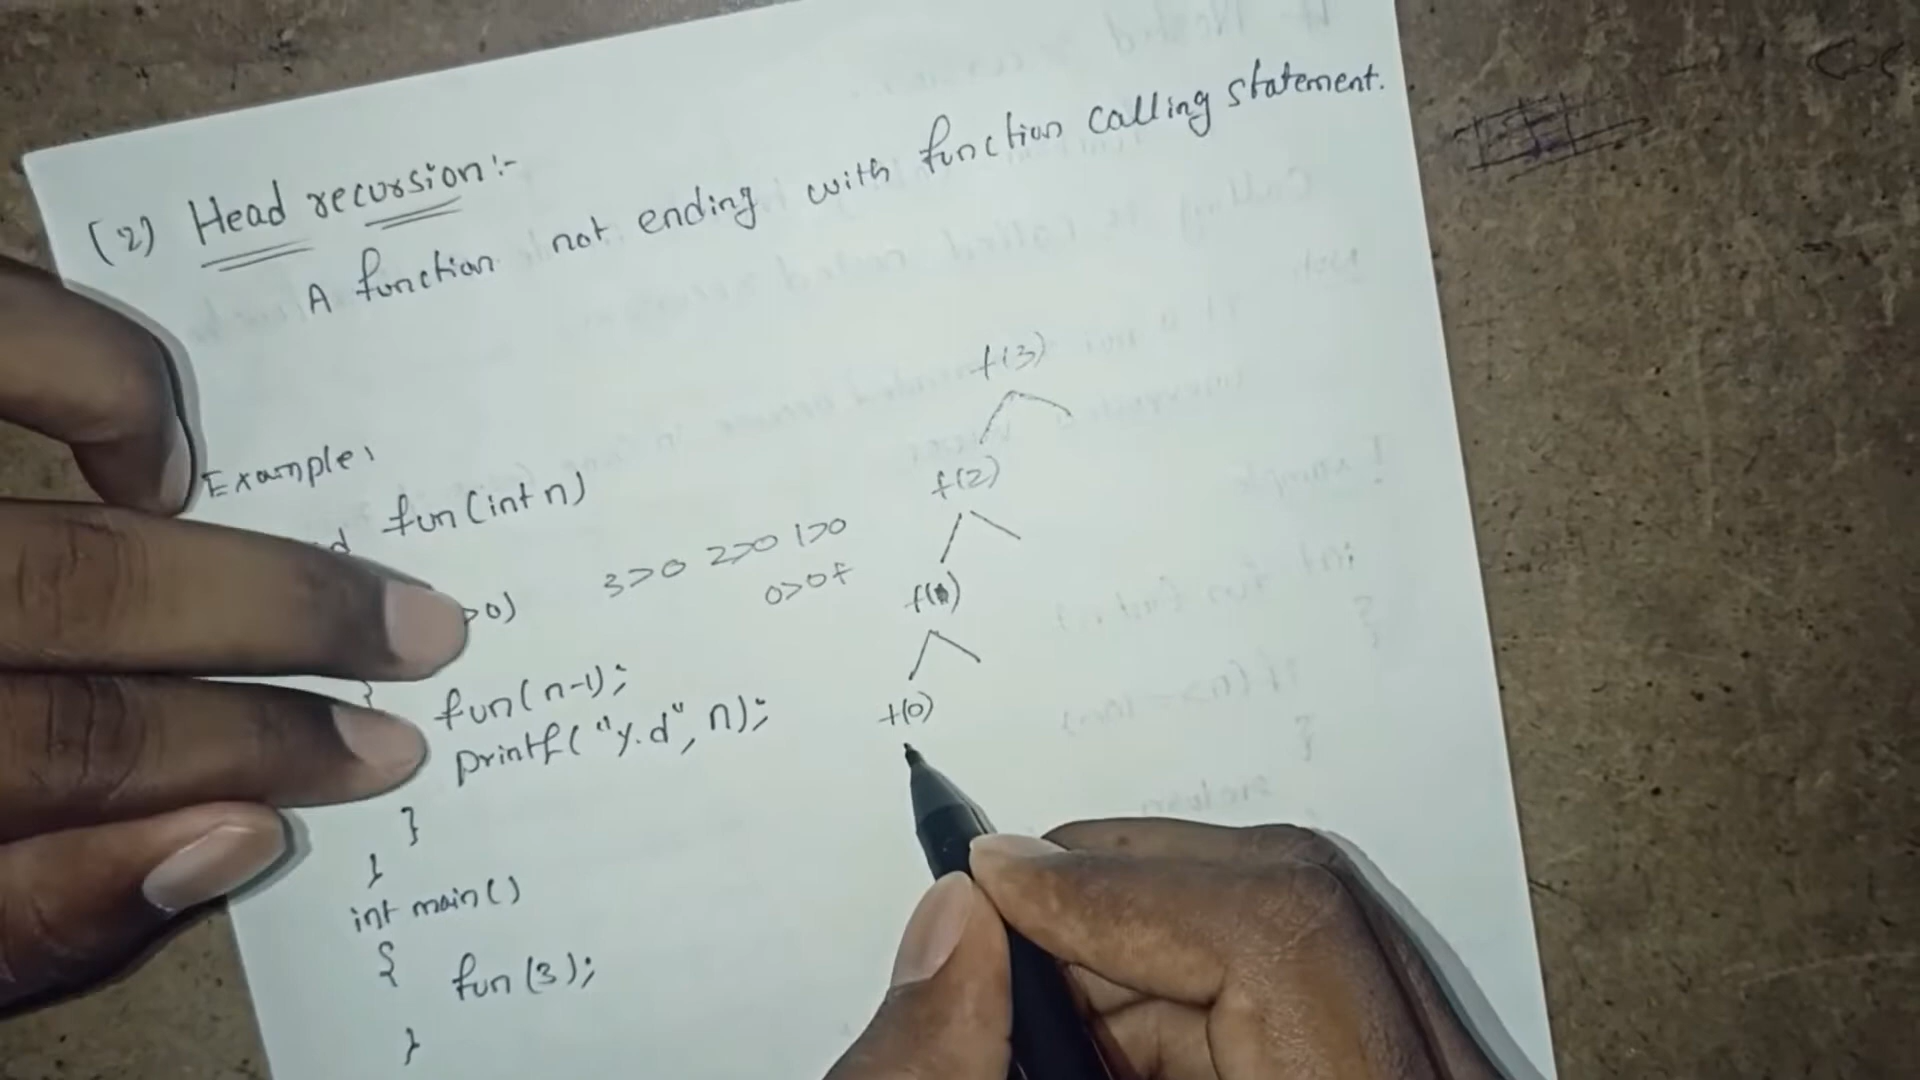 (2) Head recursion:-
A function not ending with function calling statement.
Example:
fun(int n)
>0)
3>0 2>0 1>0
0>0f
{
fun(n-1);
printf("%d", n);
}
}
int main()
{
fun(3);
}
f(3)
f(2)
f(1)
f(0)